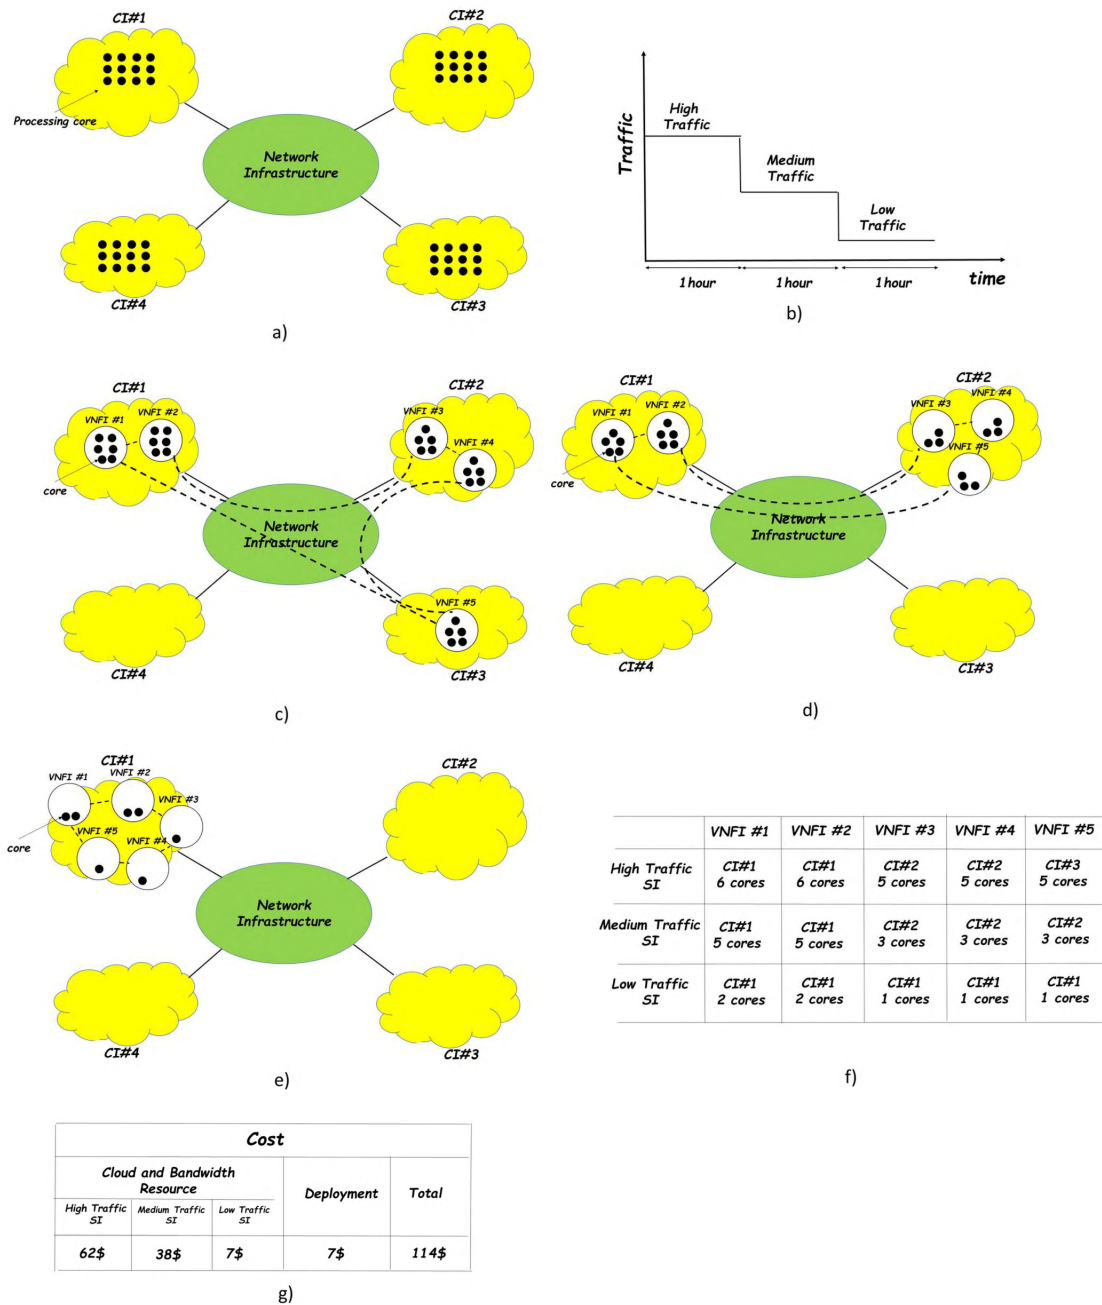 CI#1
CI#2
Processing core
Network
Infrastructure
CI#4
CI#3
a)
Traffic
High
Traffic
Medium
Traffic
Low
Traffic
1 hour
1 hour
1 hour
time
b)
CI#1
VNFI #1
VNFI #2
core
CI#2
VNFI #3
VNFI #4
Network
Infrastructure
VNFI #5
CI#4
CI#3
c)
CI#1
VNFI #1
VNFI #2
core
CI#2
VNFI #3
VNFI #4
VNFI #5
Network
Infrastructure
CI#4
CI#3
d)
CI#1
VNFI #1
VNFI #2
VNFI #3
VNFI #5
VNFI #4
core
CI#2
Network
Infrastructure
CI#4
CI#3
e)
VNFI #1 VNFI #2 VNFI #3 VNFI #4 VNFI #5
High Traffic CI#1 CI#1 CI#2 CI#2 CI#3
SI 6 cores 6 cores 5 cores 5 cores 5 cores
Medium Traffic CI#1 CI#1 CI#2 CI#2 CI#2
SI 5 cores 5 cores 3 cores 3 cores 3 cores
Low Traffic CI#1 CI#1 CI#1 CI#1 CI#1
SI 2 cores 2 cores 1 cores 1 cores 1 cores
f)
Cost
Cloud and Bandwidth
Resource
Deployment
Total
High Traffic
SI
Medium Traffic
SI
Low Traffic
SI
62$ 38$ 7$ 7$ 114$
g)